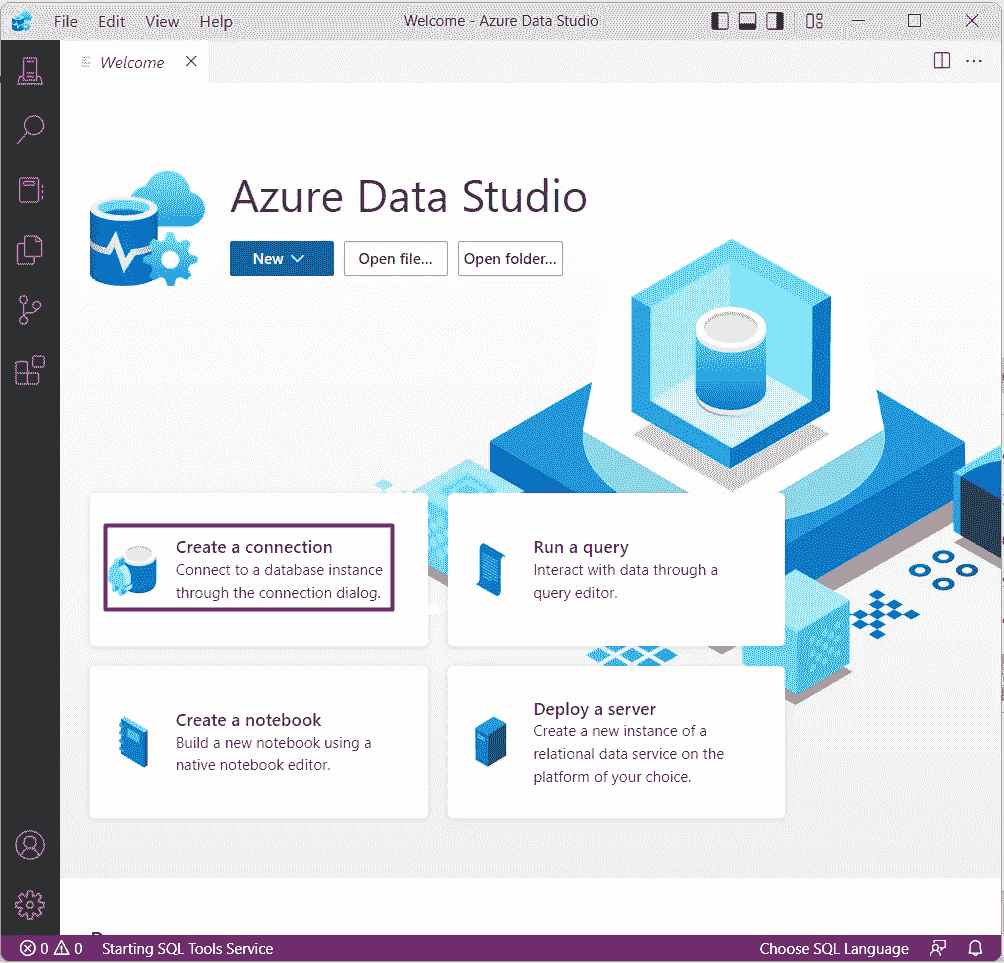 File Edit View Help Welcome - Azure Data Studio
Welcome
Azure Data Studio
New Open file... Open folder...
Create a connection
Connect to a database instance
through the connection dialog.
Run a query
Interact with data through a
query editor.
Create a notebook
Build a new notebook using a
native notebook editor.
Deploy a server
Create a new instance of a
relational data service on the
platform of your choice.
0 0 Starting SQL Tools Service Choose SQL Language